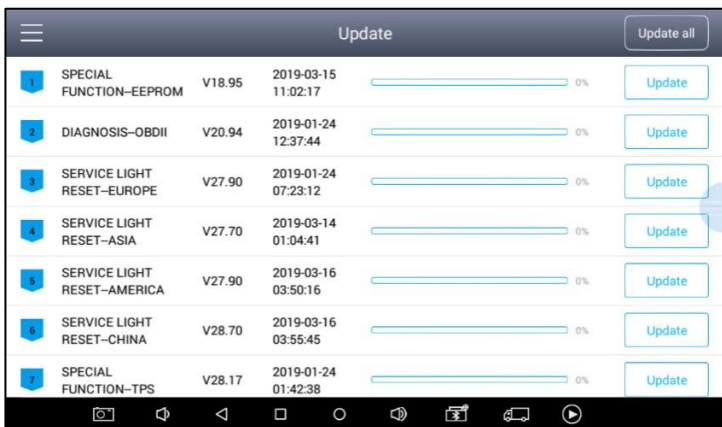 Update
Update all
1
SPECIAL
FUNCTION--EEPROM
V18.95
2019-03-15
11:02:17
0%
Update
2
DIAGNOSIS--OBDII
V20.94
2019-01-24
12:37:44
0%
Update
3
SERVICE LIGHT
RESET--EUROPE
V27.90
2019-01-24
07:23:12
0%
Update
4
SERVICE LIGHT
RESET--ASIA
V27.70
2019-03-14
01:04:41
0%
Update
5
SERVICE LIGHT
RESET--AMERICA
V27.90
2019-03-16
03:50:16
0%
Update
6
SERVICE LIGHT
RESET--CHINA
V28.70
2019-03-16
03:55:45
0%
Update
7
SPECIAL
FUNCTION--TPS
V28.17
2019-01-24
01:42:38
0%
Update